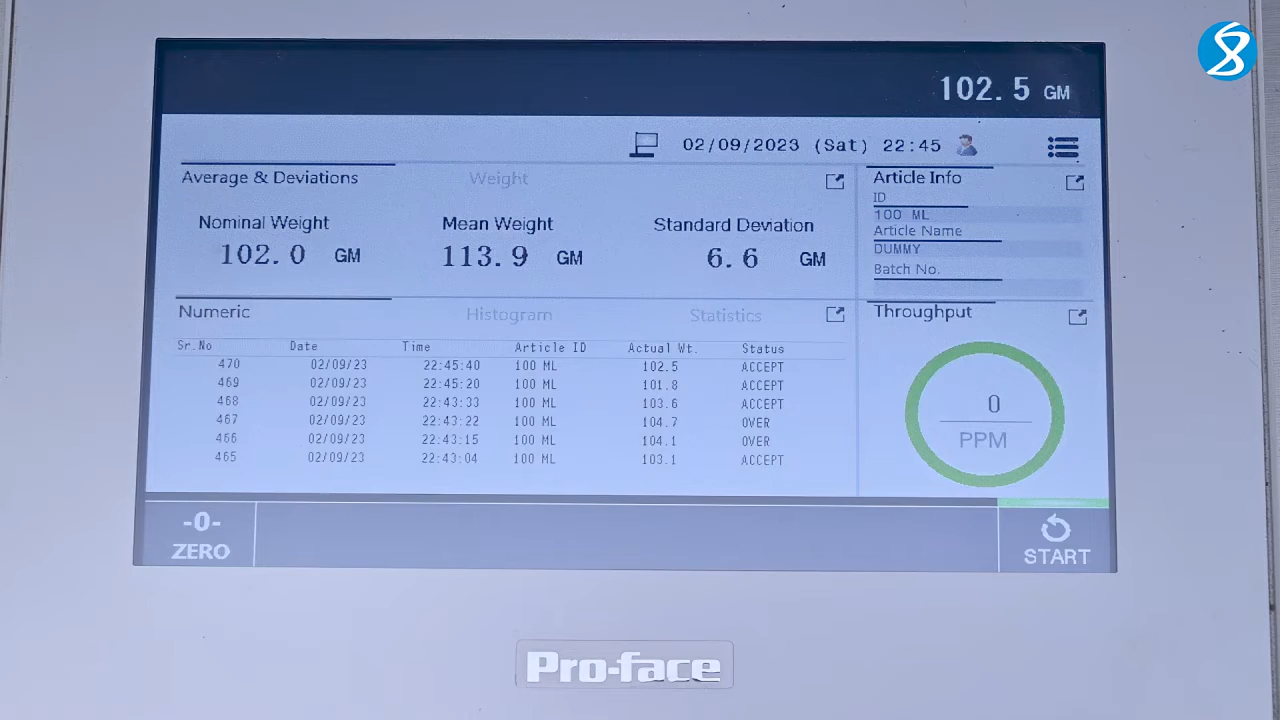 102.5 GM
02/09/2023 (Sat) 22:45
Average & Deviations Weight
Nominal Weight Mean Weight Standard Deviation
102.0 GM 113.9 GM 6.6 GM
Article Info
ID
100 ML
Article Name
DUMMY
Batch No.
Numeric Histogram Statistics
Sr.No Date Time Article ID Actual Wt. Status
470 02/09/23 22:45:40 100 ML 102.5 ACCEPT
469 02/09/23 22:45:20 100 ML 101.8 ACCEPT
468 02/09/23 22:43:33 100 ML 103.6 ACCEPT
467 02/09/23 22:43:22 100 ML 104.7 OVER
466 02/09/23 22:43:15 100 ML 104.1 OVER
465 02/09/23 22:43:04 100 ML 103.1 ACCEPT
Throughput
0
PPM
-0-
ZERO
START
Pro-face